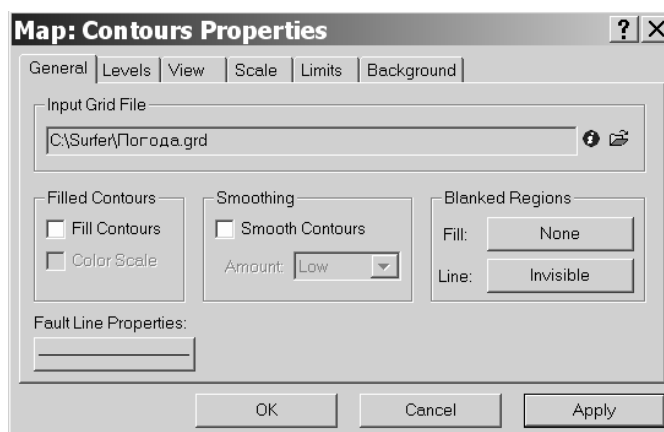 Map: Contours Properties
General Levels View Scale Limits Background
Input Grid File
C:\Surfer\Погода.grd
Filled Contours Smoothing Blanked Regions
Fill Contours Smooth Contours Fill: None
Color Scale Amount: Low Line: Invisible
Fault Line Properties:
OK Cancel Apply